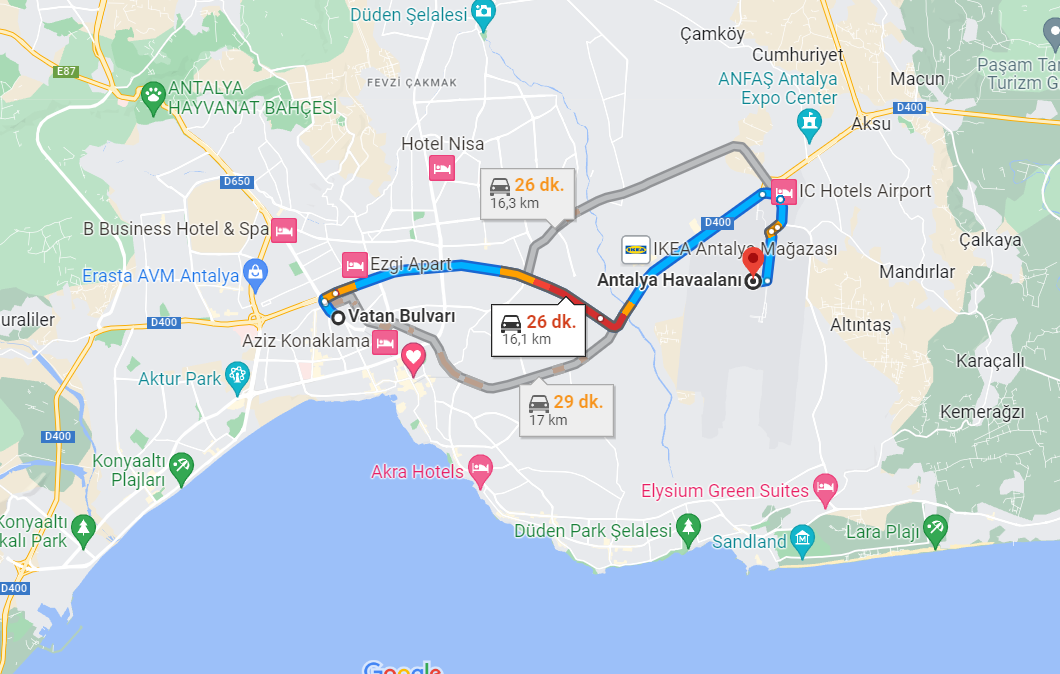 Düden Şelalesi
Çamköy
Cumhuriyet
E87
FEVZİ ÇAKMAK
Macun
Paşam Tar
Turizm G
ANTALYA
HAYVANAT BAHÇESİ
ANFAŞ Antalya
Expo Center
D400
Aksu
Hotel Nisa
D650
26 dk.
16,3 km
IC Hotels Airport
B Business Hotel & Spa
D400
IKEA
IKEA Antalya Mağazası
Çalkaya
Ezgi Apart
Erasta AVM Antalya
Antalya Havaalanı
Mandırlar
uraliler
D400
Vatan Bulvarı
26 dk.
16,1 km
Altıntaş
Aziz Konaklama
Karaçallı
Aktur Park
29 dk.
17 km
Kemerağzı
D400
Konyaaltı
Plajları
Akra Hotels
Elysium Green Suites
Konyaaltı
kalı Park
Düden Park Şelalesi
Sandland
Lara Plajı
D400
Google